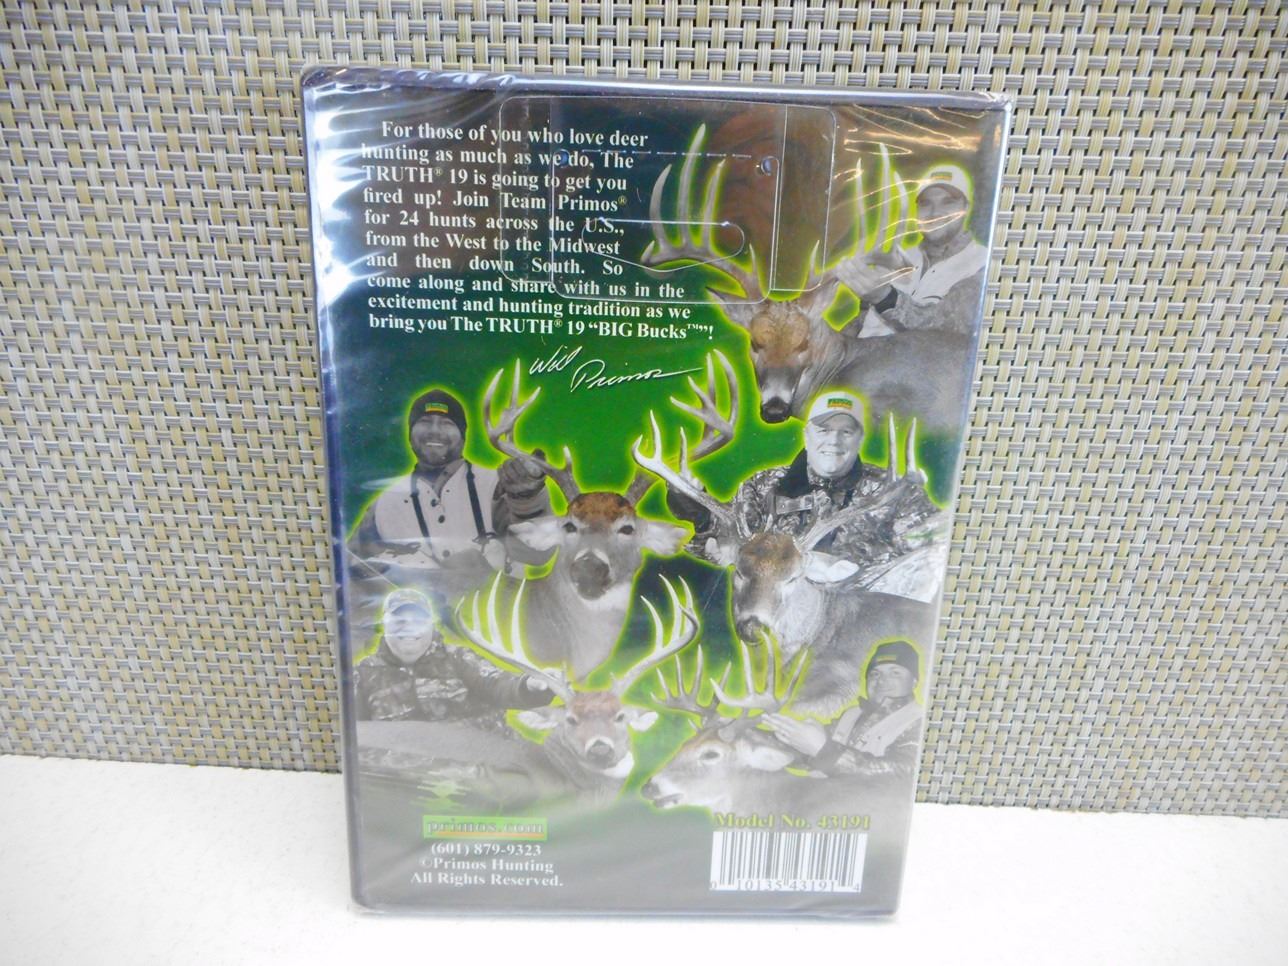 For those of you who love deer
hunting as much as we do, The
TRUTH® 19 is going to get you
fired up! Join Team Primos®
for 24 hunts across the U.S.,
from the West to the Midwest
and then down South. So
come along and share with us in the
excitement and hunting tradition as we
bring you The TRUTH® 19 “BIG Bucks™”!
Will Primos
primos.com
(601) 879-9323
©Primos Hunting
All Rights Reserved.
Model No. 43191
0 10135 43191 4